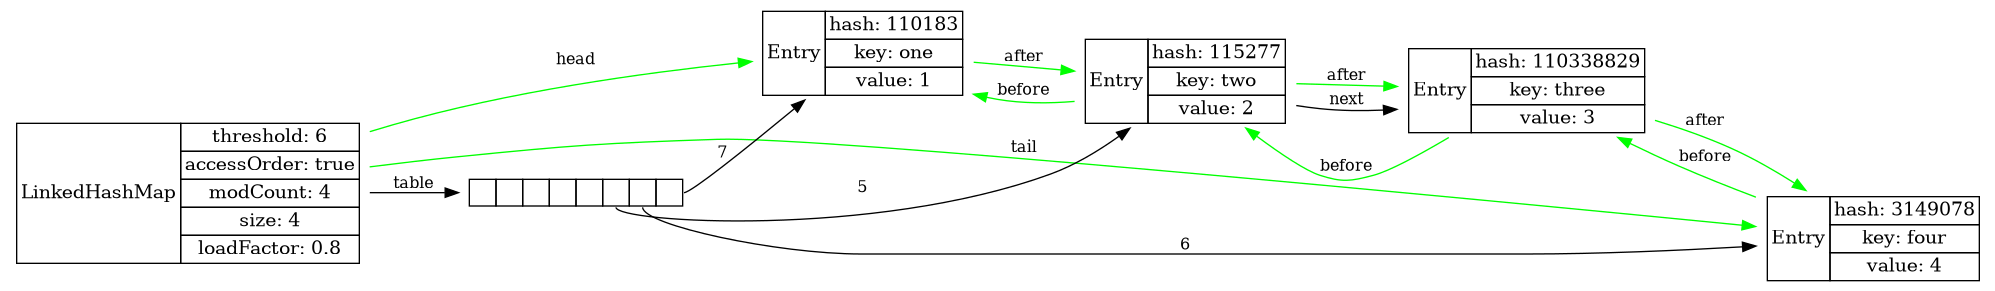 LinkedHashMap
threshold: 6
accessOrder: true
modCount: 4
size: 4
loadFactor: 0.8
head
tail
table
7
5
6
Entry
hash: 110183
key: one
value: 1
after
before
Entry
hash: 115277
key: two
value: 2
after
next
before
Entry
hash: 110338829
key: three
value: 3
after
before
Entry
hash: 3149078
key: four
value: 4